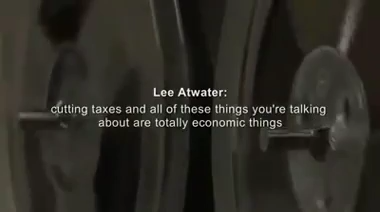 Lee Atwater:
cutting taxes and all of these things you're talking
about are totally economic things